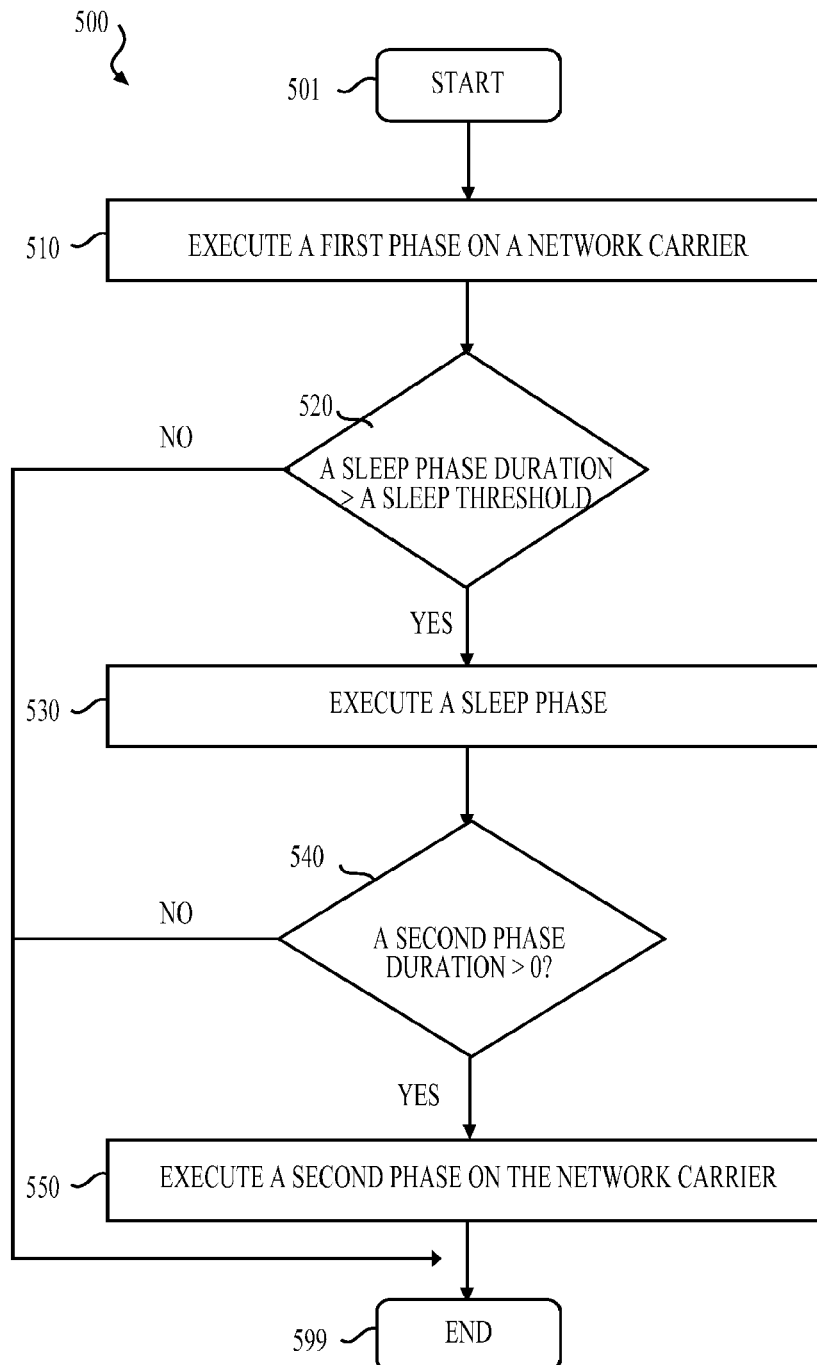 500
501
START
510
EXECUTE A FIRST PHASE ON A NETWORK CARRIER
520
NO
A SLEEP PHASE DURATION
> A SLEEP THRESHOLD
YES
530
EXECUTE A SLEEP PHASE
540
NO
A SECOND PHASE
DURATION > 0?
YES
550
EXECUTE A SECOND PHASE ON THE NETWORK CARRIER
599
END